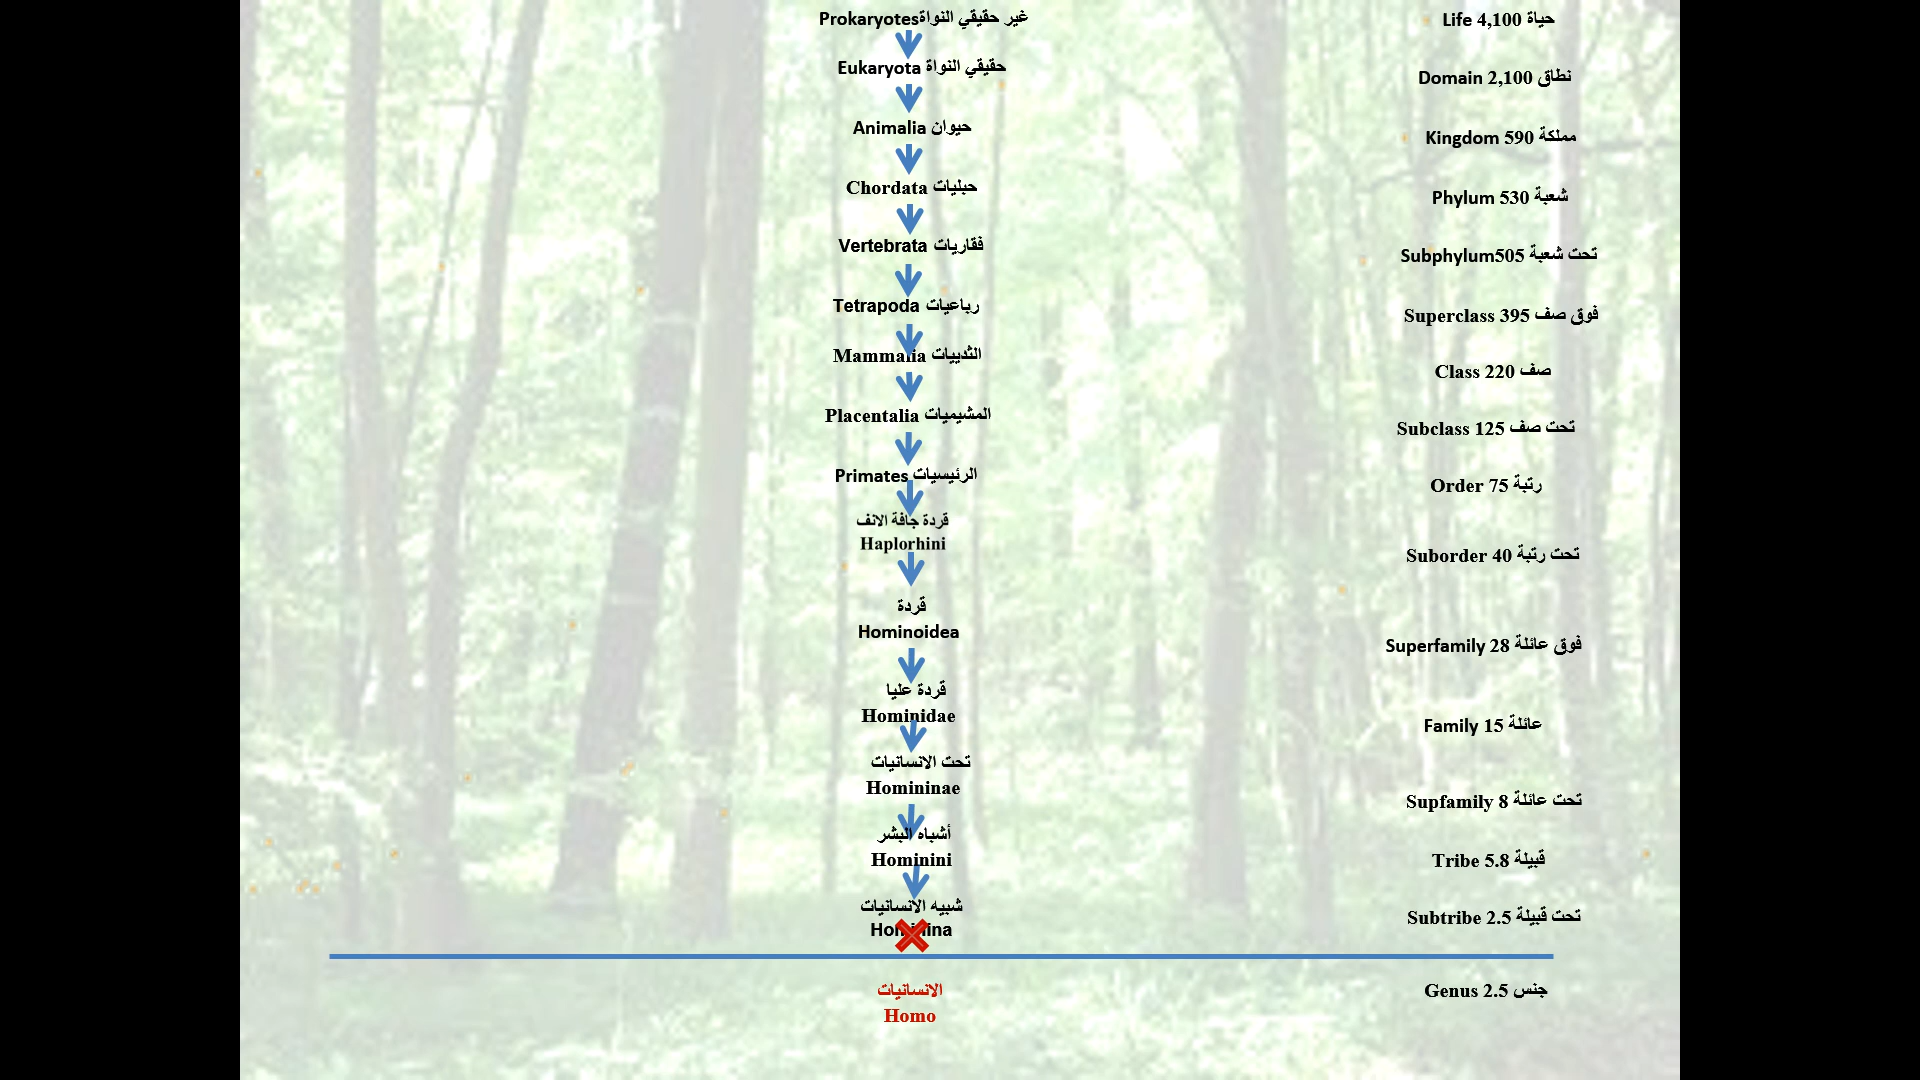 Prokaryotesغير حقيقي النواة
Life 4,100 حياة
Eukaryota حقيقي النواة
Domain 2,100 نطاق
Animalia حيوان
Kingdom 590 مملكة
Chordata حبليات
Phylum 530 شعبة
Vertebrata فقاريات
Subphylum505 تحت شعبة
Tetrapoda رباعيات
Superclass 395 فوق صف
Mammalia الثدييات
Class 220 صف
Placentalia المشيميات
Subclass 125 تحت صف
Primates الرئيسيات
Order 75 رتبة
قردة جافة الانف
Haplorhini
Suborder 40 تحت رتبة
قردة
Hominoidea
Superfamily 28 فوق عائلة
قردة عليا
Hominidae
Family 15 عائلة
تحت الانسانيات
Homininae
Supfamily 8 تحت عائلة
أشباه البشر
Hominini
Tribe 5.8 قبيلة
شبيه الانسانيات
Hominina
Subtribe 2.5 تحت قبيلة
الانسانيات
Homo
Genus 2.5 جنس